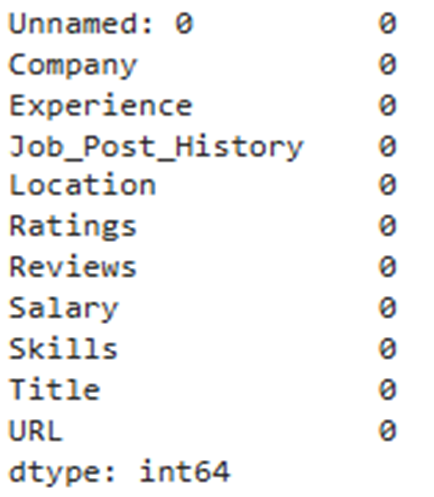 Unnamed: 0 0
Company 0
Experience 0
Job_Post_History 0
Location 0
Ratings 0
Reviews 0
Salary 0
Skills 0
Title 0
URL 0
dtype: int64